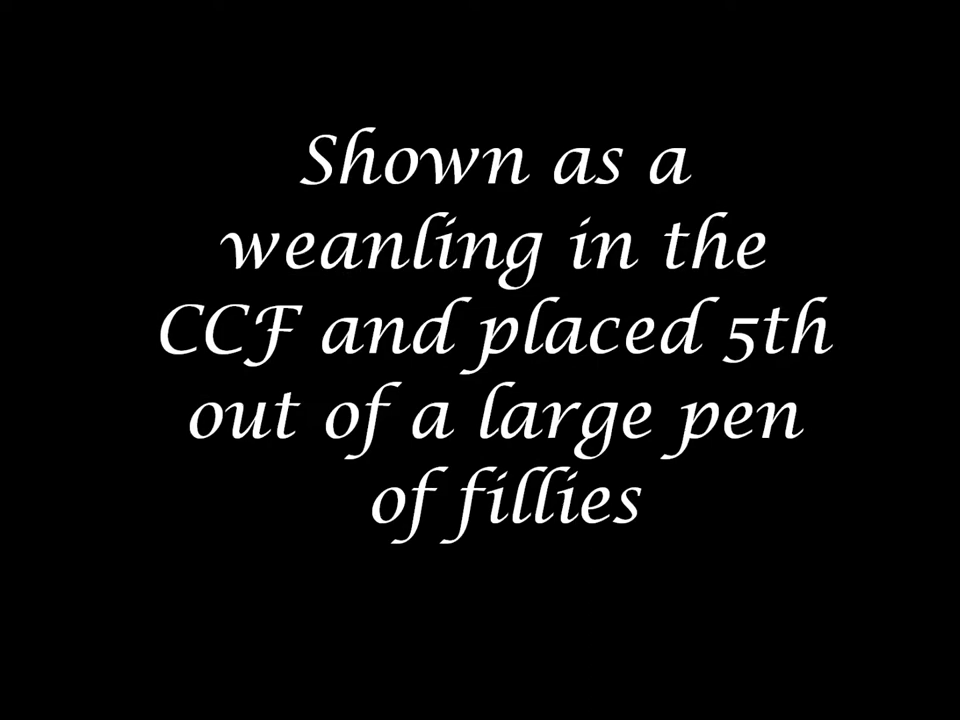 Shown as a
weanling in the
CCF and placed 5th
out of a large pen
of fillies